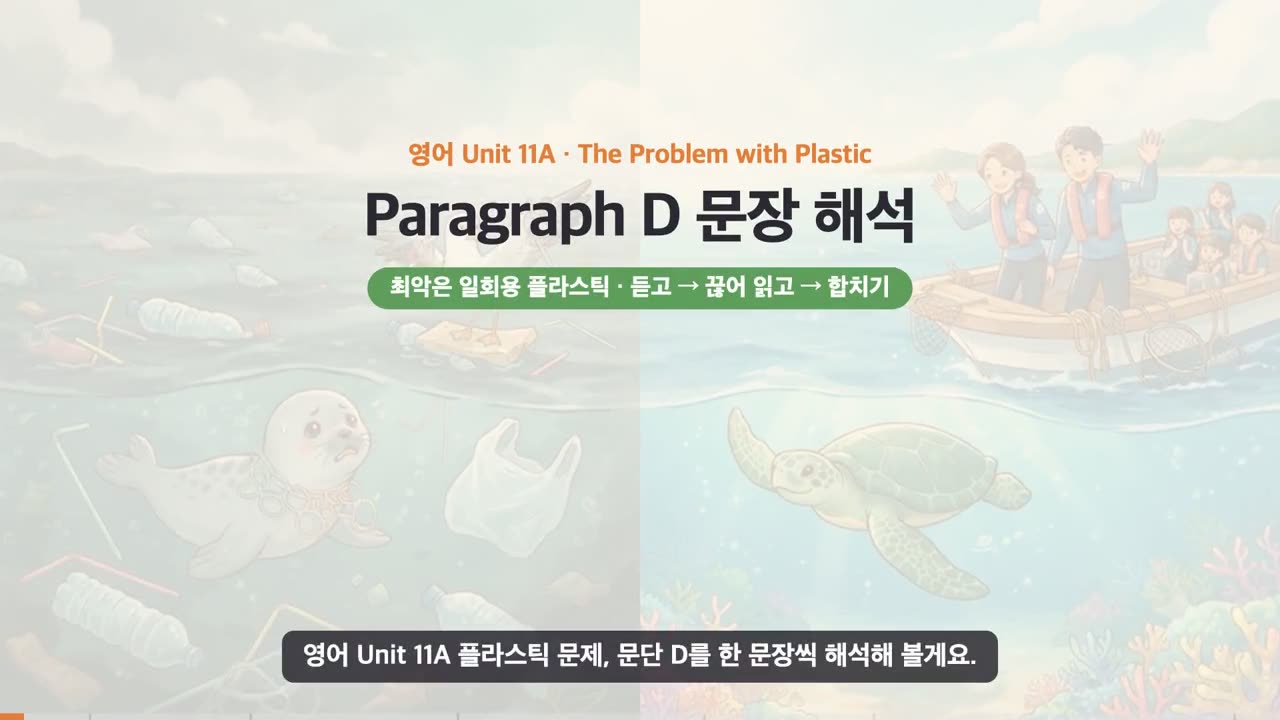 영어 Unit 11A · The Problem with Plastic
Paragraph D 문장 해석
최악은 일회용 플라스틱 · 듣고 → 끊어 읽고 → 합치기
영어 Unit 11A 플라스틱 문제, 문단 D를 한 문장씩 해석해 볼게요.